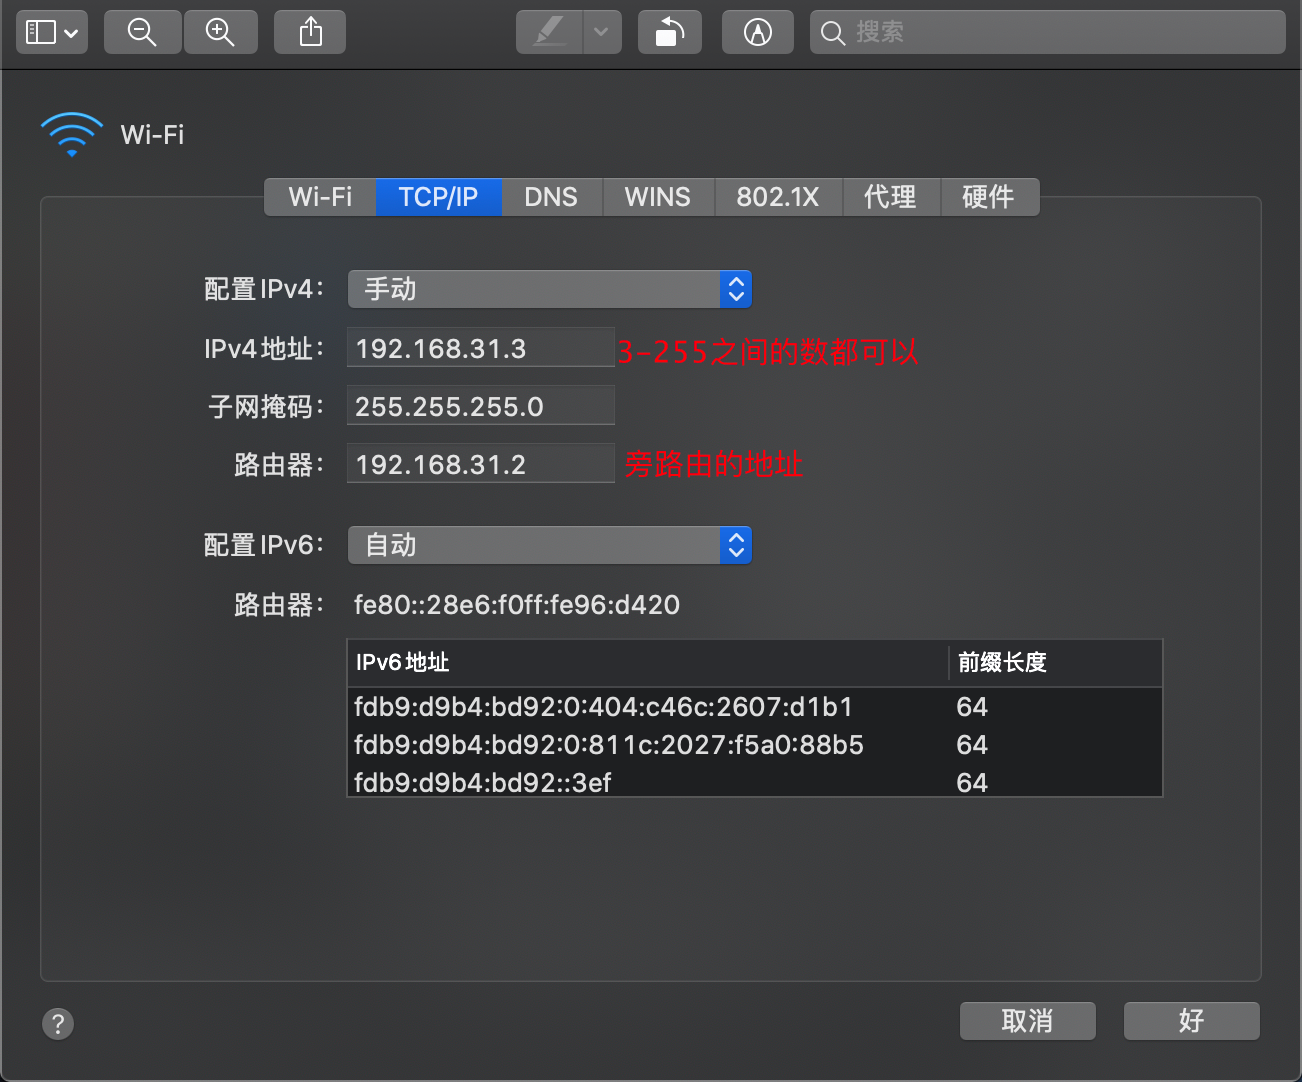 搜索
Wi-Fi
Wi-Fi TCP/IP DNS WINS 802.1X 代理 硬件
配置 IPv4： 手动
IPv4 地址： 192.168.31.3 3-255之间的数都可以
子网掩码： 255.255.255.0
路由器： 192.168.31.2 旁路由的地址
配置 IPv6： 自动
路由器： fe80::28e6:f0ff:fe96:d420
IPv6 地址 前缀长度
fdb9:d9b4:bd92:0:404:c46c:2607:d1b1 64
fdb9:d9b4:bd92:0:811c:2027:f5a0:88b5 64
fdb9:d9b4:bd92::3ef 64
? 取消 好